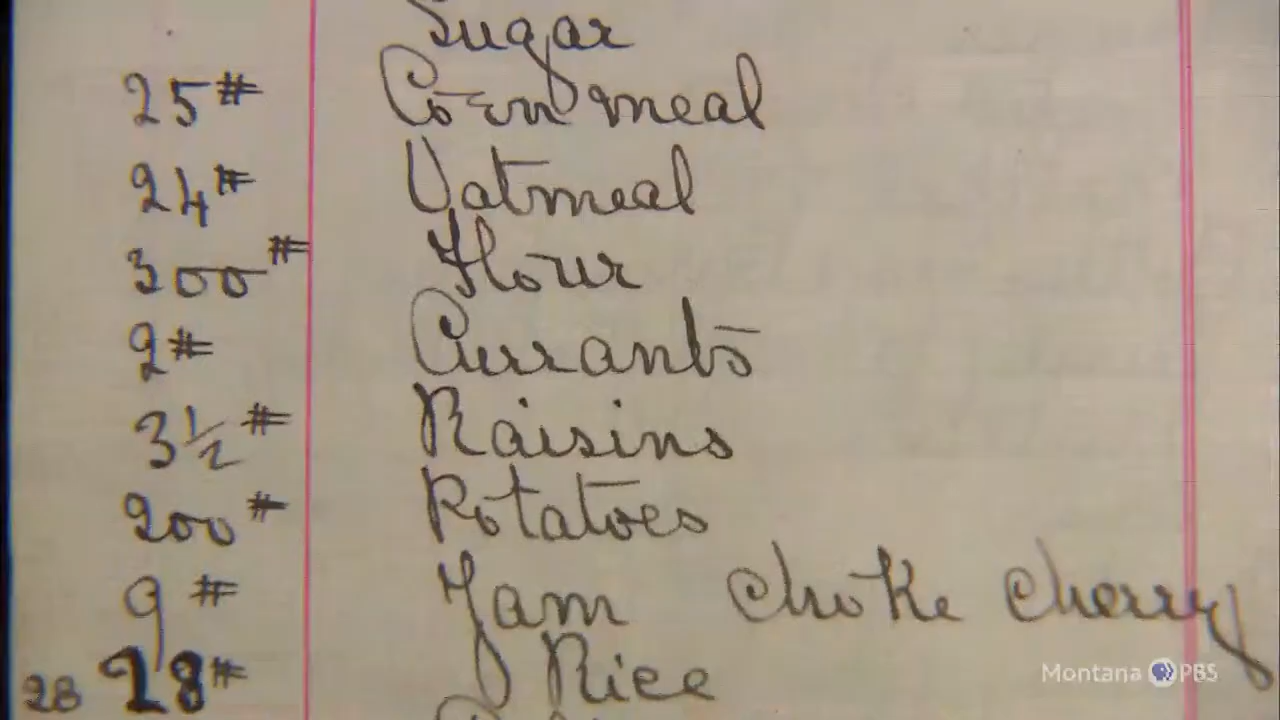 Sugar
25# Corn meal
24# Oatmeal
300# Flour
2# Currants
3½# Raisins
200# Potatoes
9# Jam Choke Cherry
28 28# Rice
Montana PBS